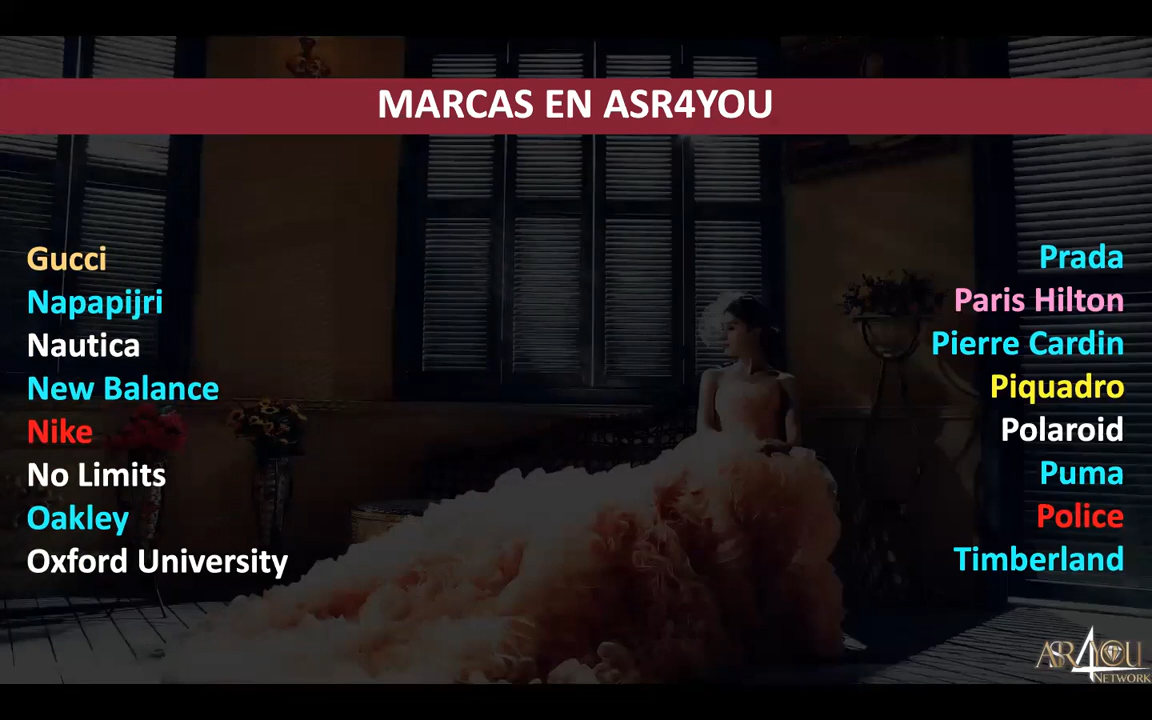 MARCAS EN ASR4YOU
Gucci
Napapijri
Nautica
New Balance
Nike
No Limits
Oakley
Oxford University
Prada
Paris Hilton
Pierre Cardin
Piquadro
Polaroid
Puma
Police
Timberland
ASR4YOU
NETWORK